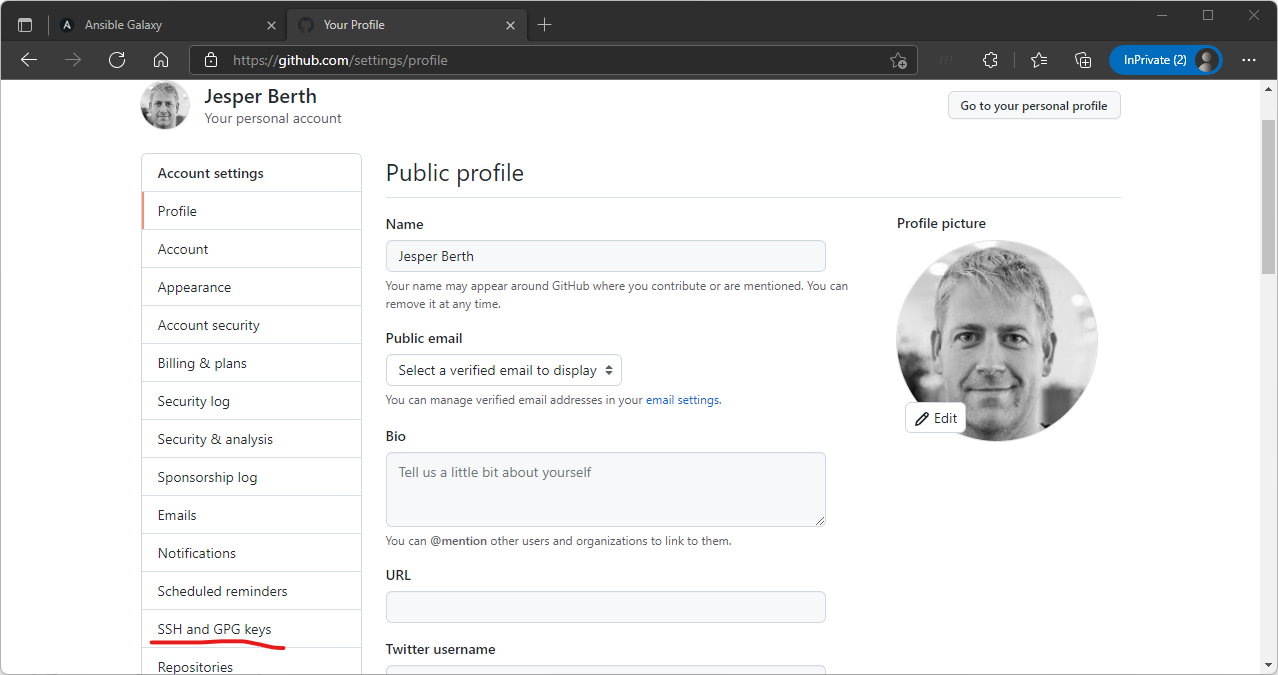 Ansible Galaxy
Your Profile
https://github.com/settings/profile
InPrivate (2)
Jesper Berth
Your personal account
Go to your personal profile
Account settings
Profile
Account
Appearance
Account security
Billing & plans
Security log
Security & analysis
Sponsorship log
Emails
Notifications
Scheduled reminders
SSH and GPG keys
Repositories
Public profile
Name
Jesper Berth
Your name may appear around GitHub where you contribute or are mentioned. You can
remove it at any time.
Public email
Select a verified email to display
You can manage verified email addresses in your email settings.
Bio
Tell us a little bit about yourself
You can @mention other users and organizations to link to them.
URL
Twitter username
Profile picture
Edit